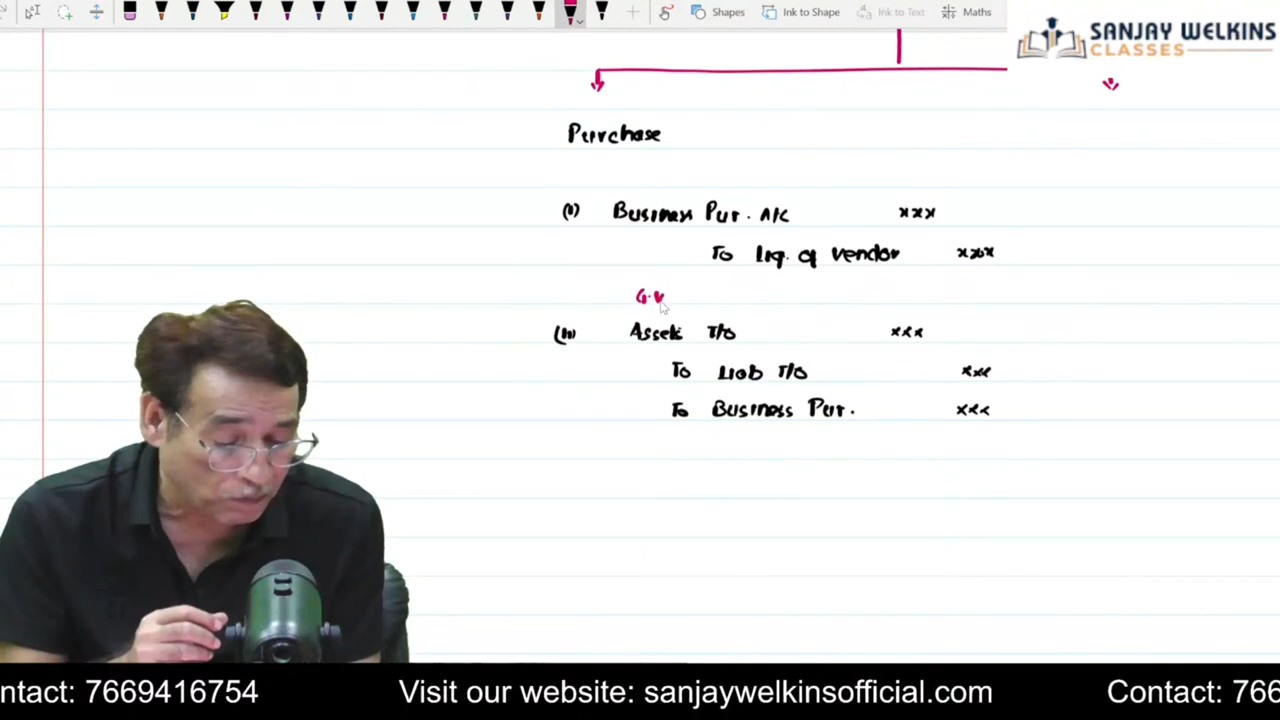 Shapes Ink to Shape Ink to Text Maths
SANJAY WELKINS
CLASSES
Purchase
(i) Business Pur. A/c xxx
To Liq. of vendor xxx
G.V
(ii) Assets T/o xxx
To Liab T/o xxx
To Business Pur. xxx
ntact: 7669416754 Visit our website: sanjaywelkinsofficial.com Contact: 766